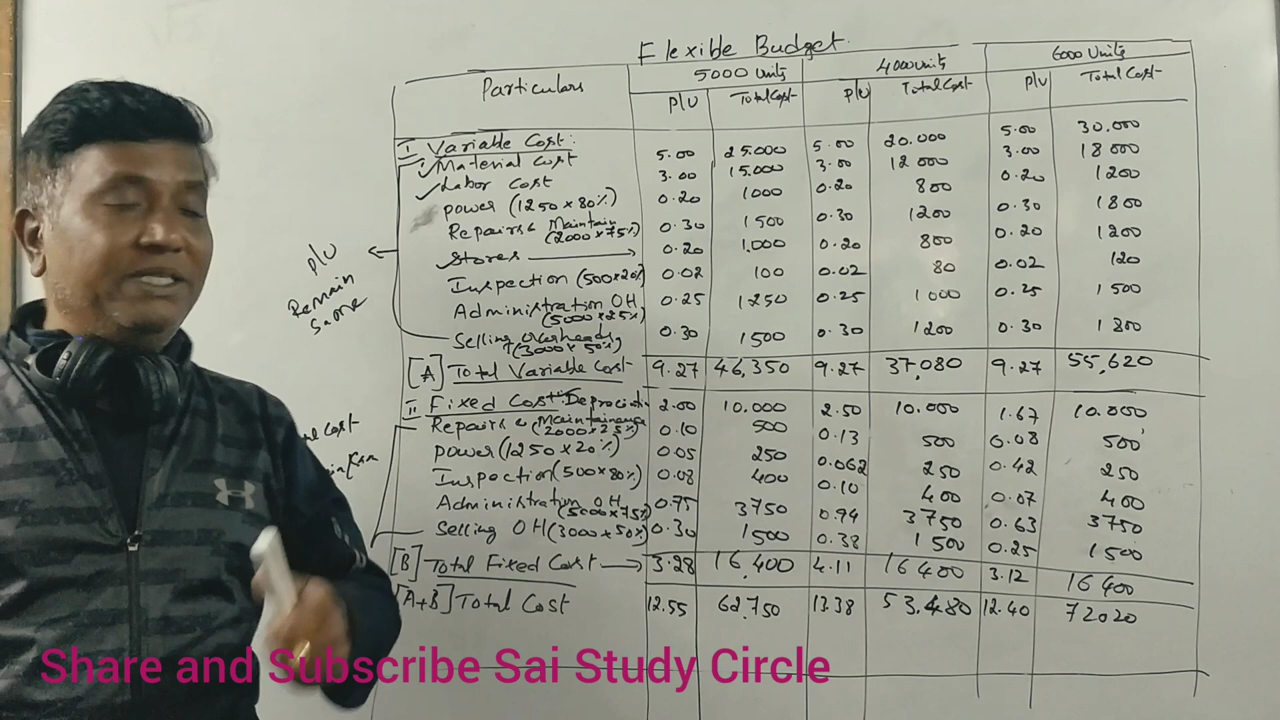 Flexible Budget.
Particulars 5000 Units 4000 Units 6000 Units
P/U Total Cost P/U Total Cost P/U Total Cost
I Variable Cost:
Material Cost 5.00 25.000 5.00 20.000 5.00 30.000
Labor Cost 3.00 15.000 3.00 12000 3.00 18000
power (1250 x 80%) 0.20 1000 0.20 800 0.20 1200
Repairs & Maintain (2000 x 75%) 0.30 1500 0.30 1200 0.30 1800
Stores 0.20 1.000 0.20 800 0.20 1200
Inspection (500x20%) 0.02 100 0.02 80 0.02 120
Administration OH (5000 x 25%) 0.25 1250 0.25 1000 0.25 1500
Selling overheads (3000 x 50%) 0.30 1500 0.30 1200 0.30 1800
[A] Total Variable Cost 9.27 46,350 9.27 37,080 9.27 55,620
II Fixed Cost Depreciation 2.00 10.000 2.50 10.000 1.67 10.000
Repairs & Maintainance (2000 x 25%) 0.10 500 0.13 500 0.08 500
power (1250 x 20%) 0.05 250 0.062 250 0.42 250
Inspection (500 x 80%) 0.08 400 0.10 400 0.07 400
Administration OH (5000 x 75%) 0.75 3750 0.94 3750 0.63 3750
Selling OH (3000 x 50%) 0.30 1500 0.38 1500 0.25 1500
[B] Total Fixed Cost 3.28 16,400 4.11 16400 3.12 16400
[A+B] Total Cost 12.55 62,750 13.38 53,480 12.40 72020
P/U
Remain
Same
Cost
Share and Subscribe Sai Study Circle